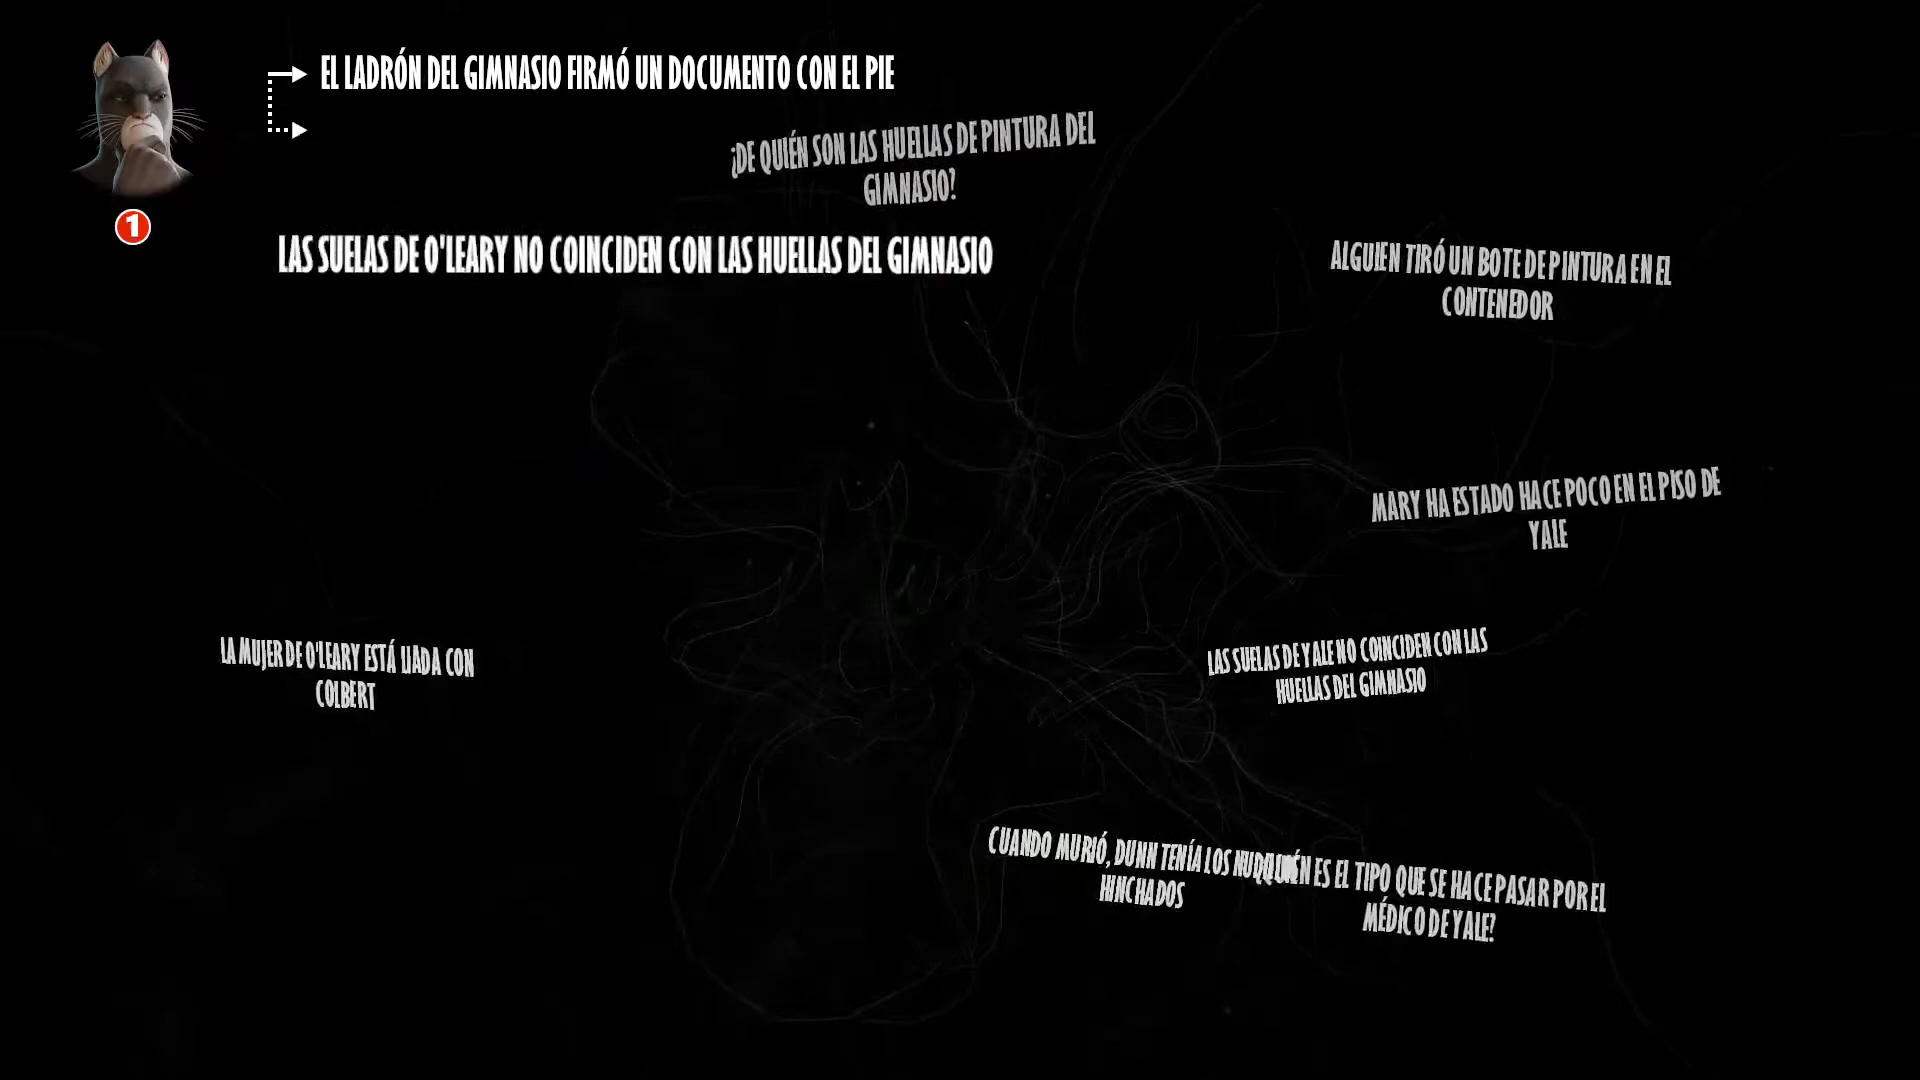 EL LADRÓN DEL GIMNASIO FIRMÓ UN DOCUMENTO CON EL PIE
¿DE QUIÉN SON LAS HUELLAS DE PINTURA DEL
GIMNASIO?
1
LAS SUELAS DE O'LEARY NO COINCIDEN CON LAS HUELLAS DEL GIMNASIO
ALGUIEN TIRÓ UN BOTE DE PINTURA EN EL
CONTENEDOR
MARY HA ESTADO HACE POCO EN EL PISO DE
YALE
LA MUJER DE O'LEARY ESTÁ LIADA CON
COLBERT
LAS SUELAS DE YALE NO COINCIDEN CON LAS
HUELLAS DEL GIMNASIO
CUANDO MURIÓ, DUNN TENÍA LOS
HINCHADOS
ES EL TIPO QUE SE HACE PASAR POR EL
MÉDICO DE YALE?